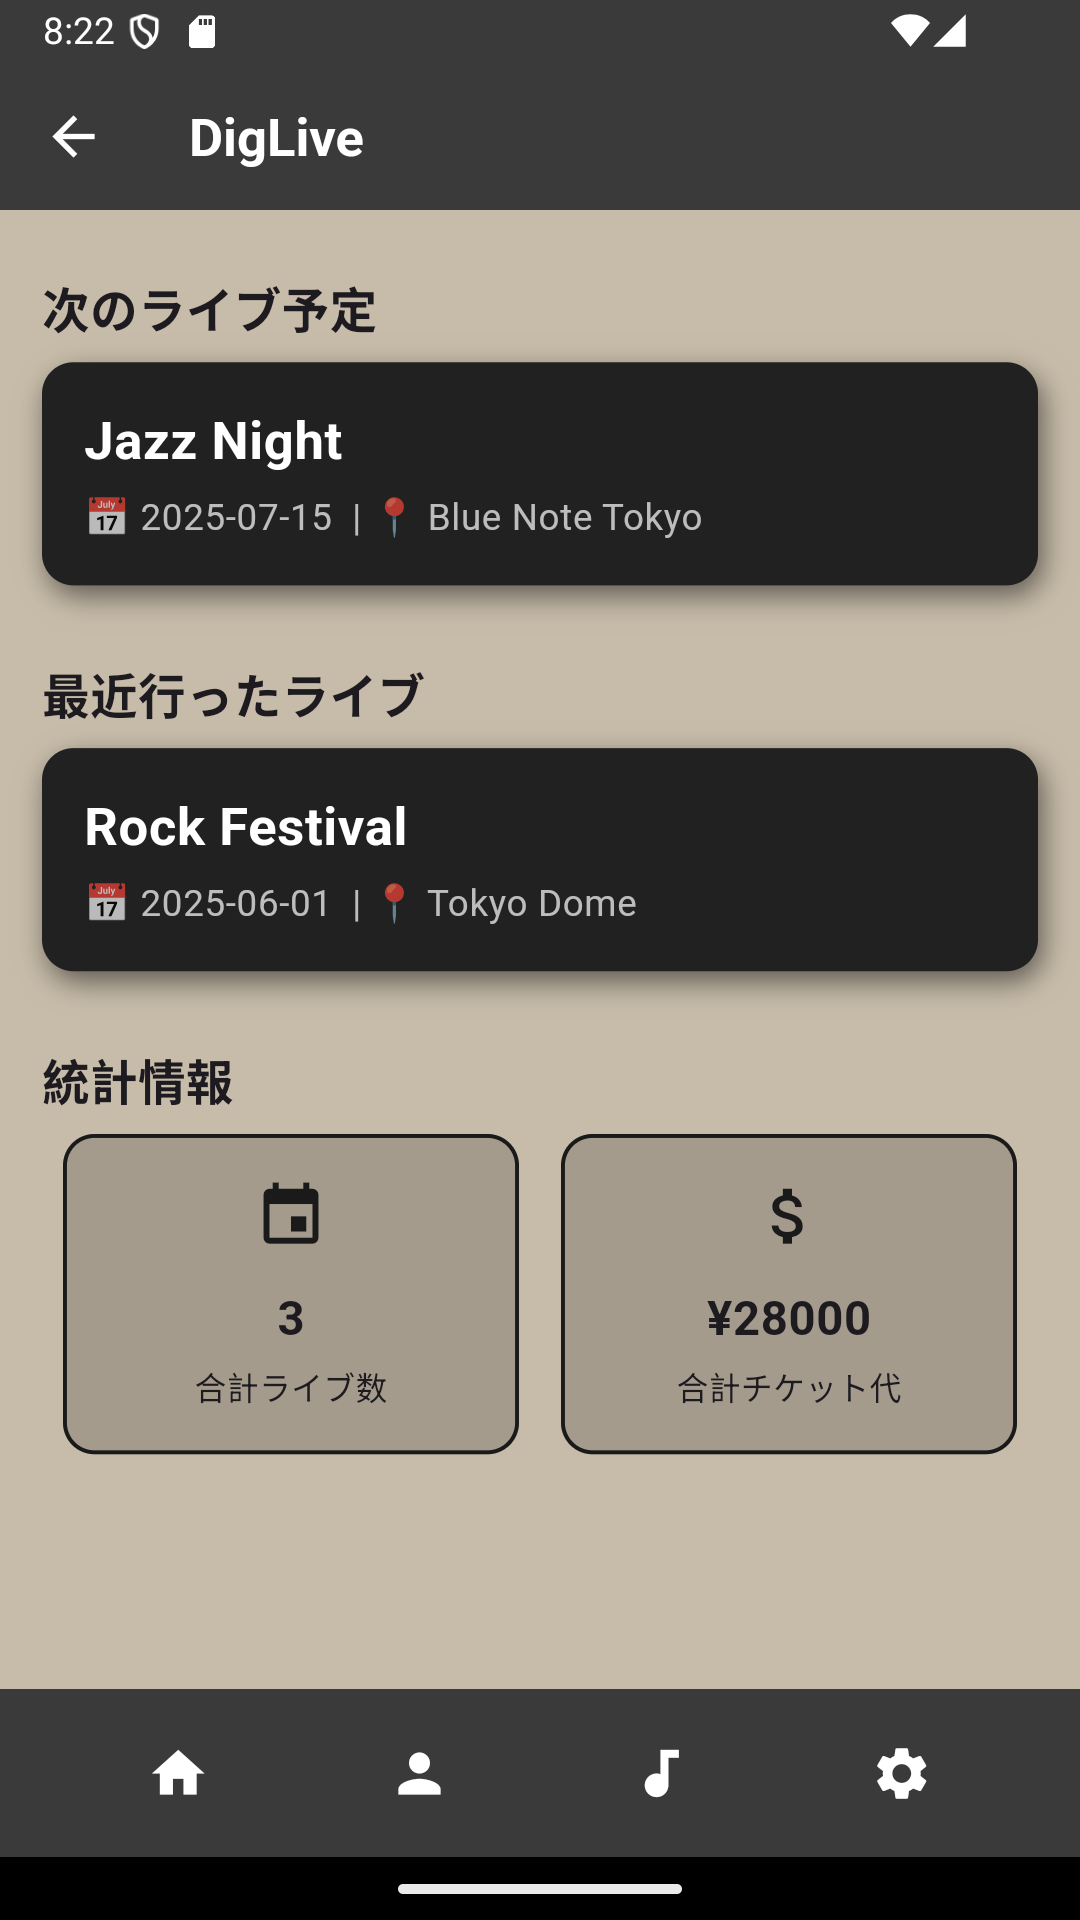 8:22
DigLive
次のライブ予定
Jazz Night
📅 2025-07-15 | 📍 Blue Note Tokyo
最近行ったライブ
Rock Festival
📅 2025-06-01 | 📍 Tokyo Dome
統計情報
3
合計ライブ数
¥28000
合計チケット代